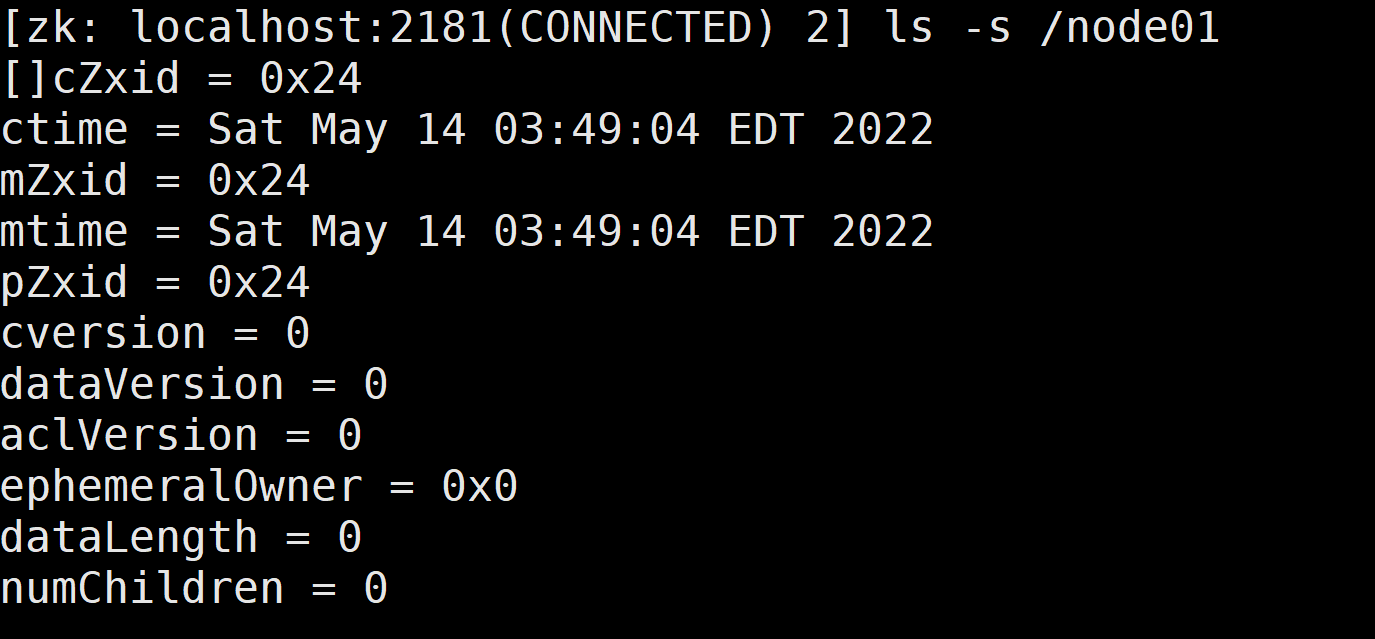 [zk: localhost:2181(CONNECTED) 2] ls -s /node01
[]cZxid = 0x24
ctime = Sat May 14 03:49:04 EDT 2022
mZxid = 0x24
mtime = Sat May 14 03:49:04 EDT 2022
pZxid = 0x24
cversion = 0
dataVersion = 0
aclVersion = 0
ephemeralOwner = 0x0
dataLength = 0
numChildren = 0